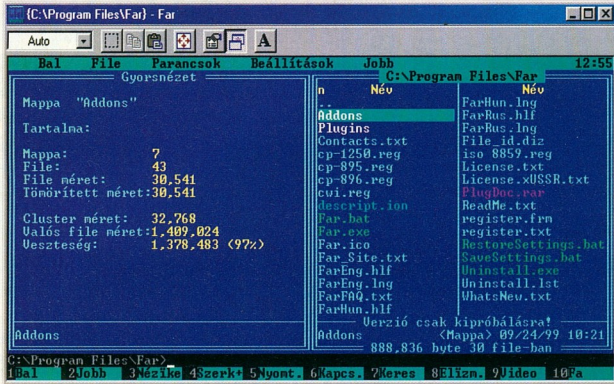 {C:\Program Files\Far} - Far
Auto
Bal File Parancsok Beállítások Jobb 12:55
Gyorsnézet
Mappa "Addons"
Tartalma:
Mappa: 7
File: 43
File méret: 30,541
Tömörített méret:30,541
Cluster méret: 32,768
Valós file méret:1,409,024
Veszteség: 1,378,483 (97%)
Addons
C:\Program Files\Far
n Név
..
Addons
Plugins
Contacts.txt
cp-1250.reg
cp-895.reg
cp-896.reg
cwi.reg
descript.ion
Far.bat
Far.exe
Far.ico
Far_Site.txt
FarEng.hlf
FarEng.lng
FarFAQ.txt
FarHun.hlf
Név
FarHun.lng
FarRus.hlf
FarRus.lng
File_id.diz
iso 8859.reg
License.txt
License.xUSSR.txt
PlugDoc.rar
ReadMe.txt
register.frm
register.txt
RestoreSettings.bat
SaveSettings.bat
Uninstall.exe
Uninstall.lst
WhatsNew.txt
Verzió csak kipróbálásra!
Addons <Mappa> 09/24/99 10:21
888,836 byte 30 file-ban
C:\Program Files\Far>
1Bal 2Jobb 3Nézike 4Szerk+ 5Nyomt. 6Kapcs. 7Keres 8Elözm. 9Video 10Fa